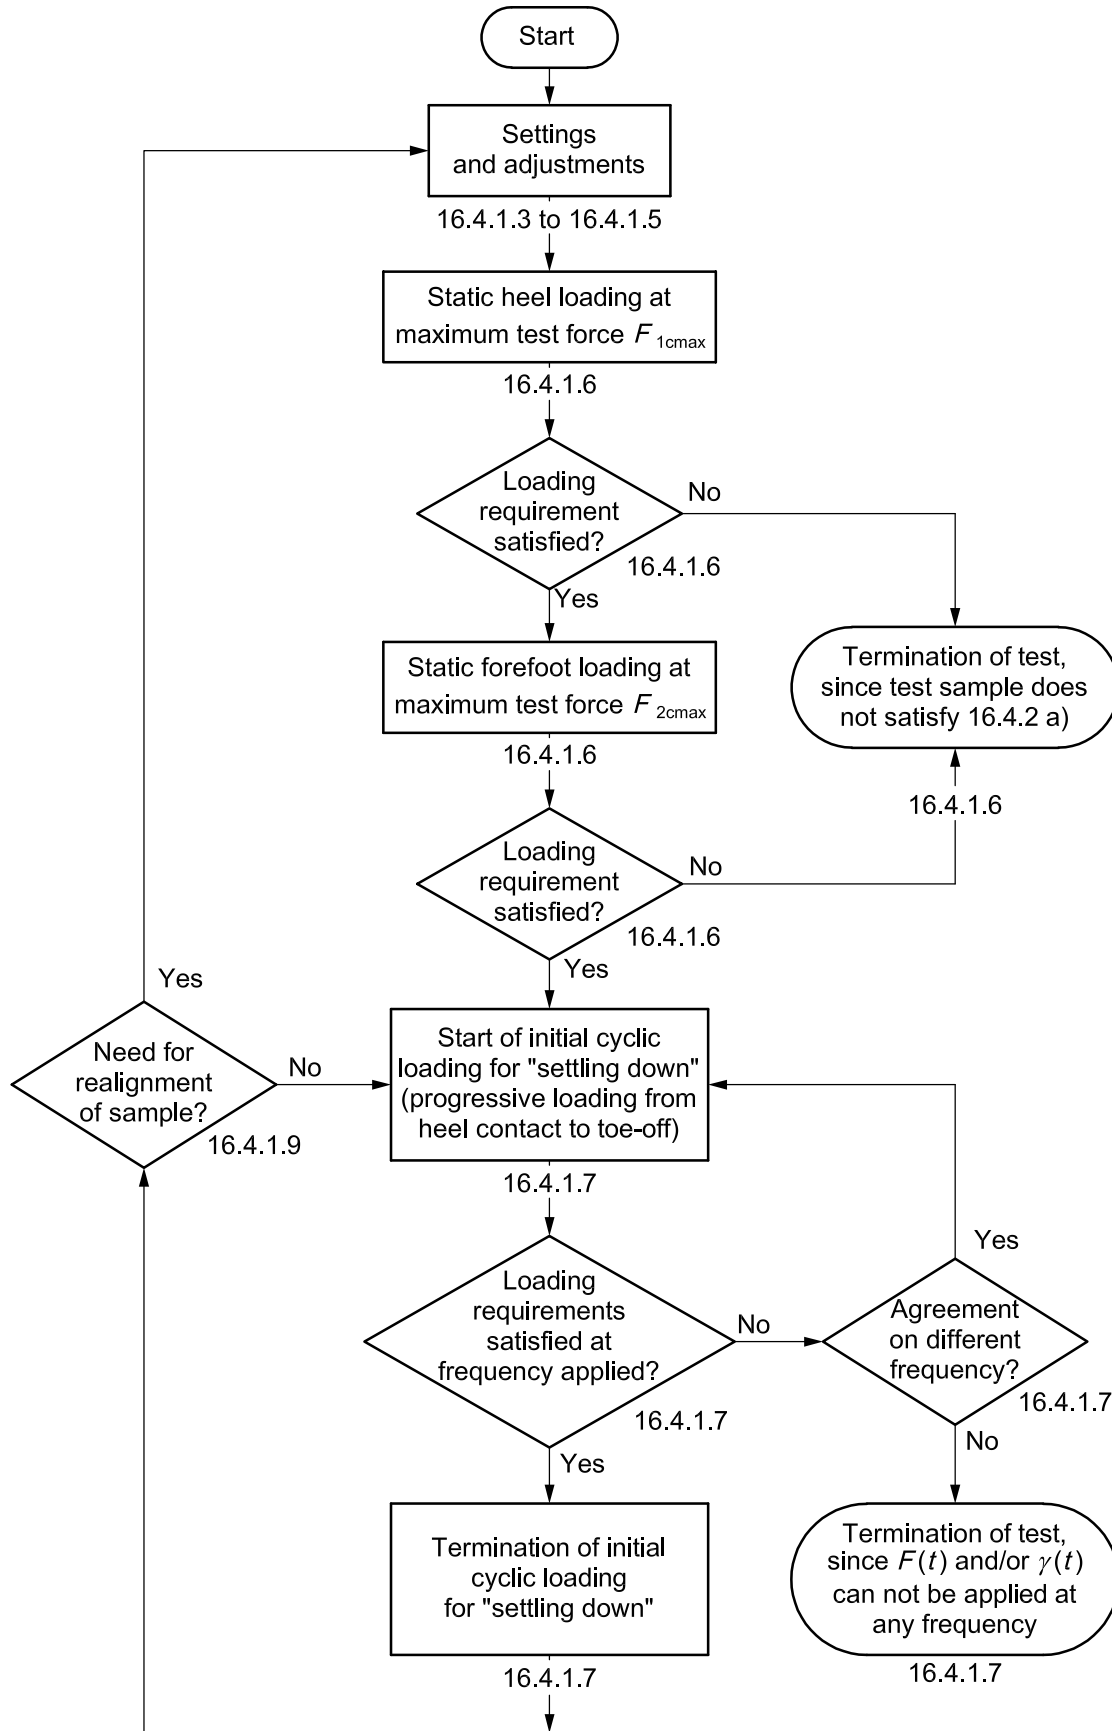 Start
Settings
and adjustments
16.4.1.3 to 16.4.1.5
Static heel loading at
maximum test force F 1cmax
16.4.1.6
Loading
requirement
satisfied?
No
16.4.1.6
Yes
Static forefoot loading at
maximum test force F 2cmax
16.4.1.6
Termination of test,
since test sample does
not satisfy 16.4.2 a)
16.4.1.6
Loading
requirement
satisfied?
No
16.4.1.6
Yes
Yes
Need for
realignment
of sample?
No
16.4.1.9
Start of initial cyclic
loading for "settling down"
(progressive loading from
heel contact to toe-off)
16.4.1.7
Loading
requirements
satisfied at
frequency applied?
No
16.4.1.7
Yes
Yes
Agreement
on different
frequency?
16.4.1.7
No
Termination of initial
cyclic loading
for "settling down"
16.4.1.7
Termination of test,
since F(t) and/or γ(t)
can not be applied at
any frequency
16.4.1.7